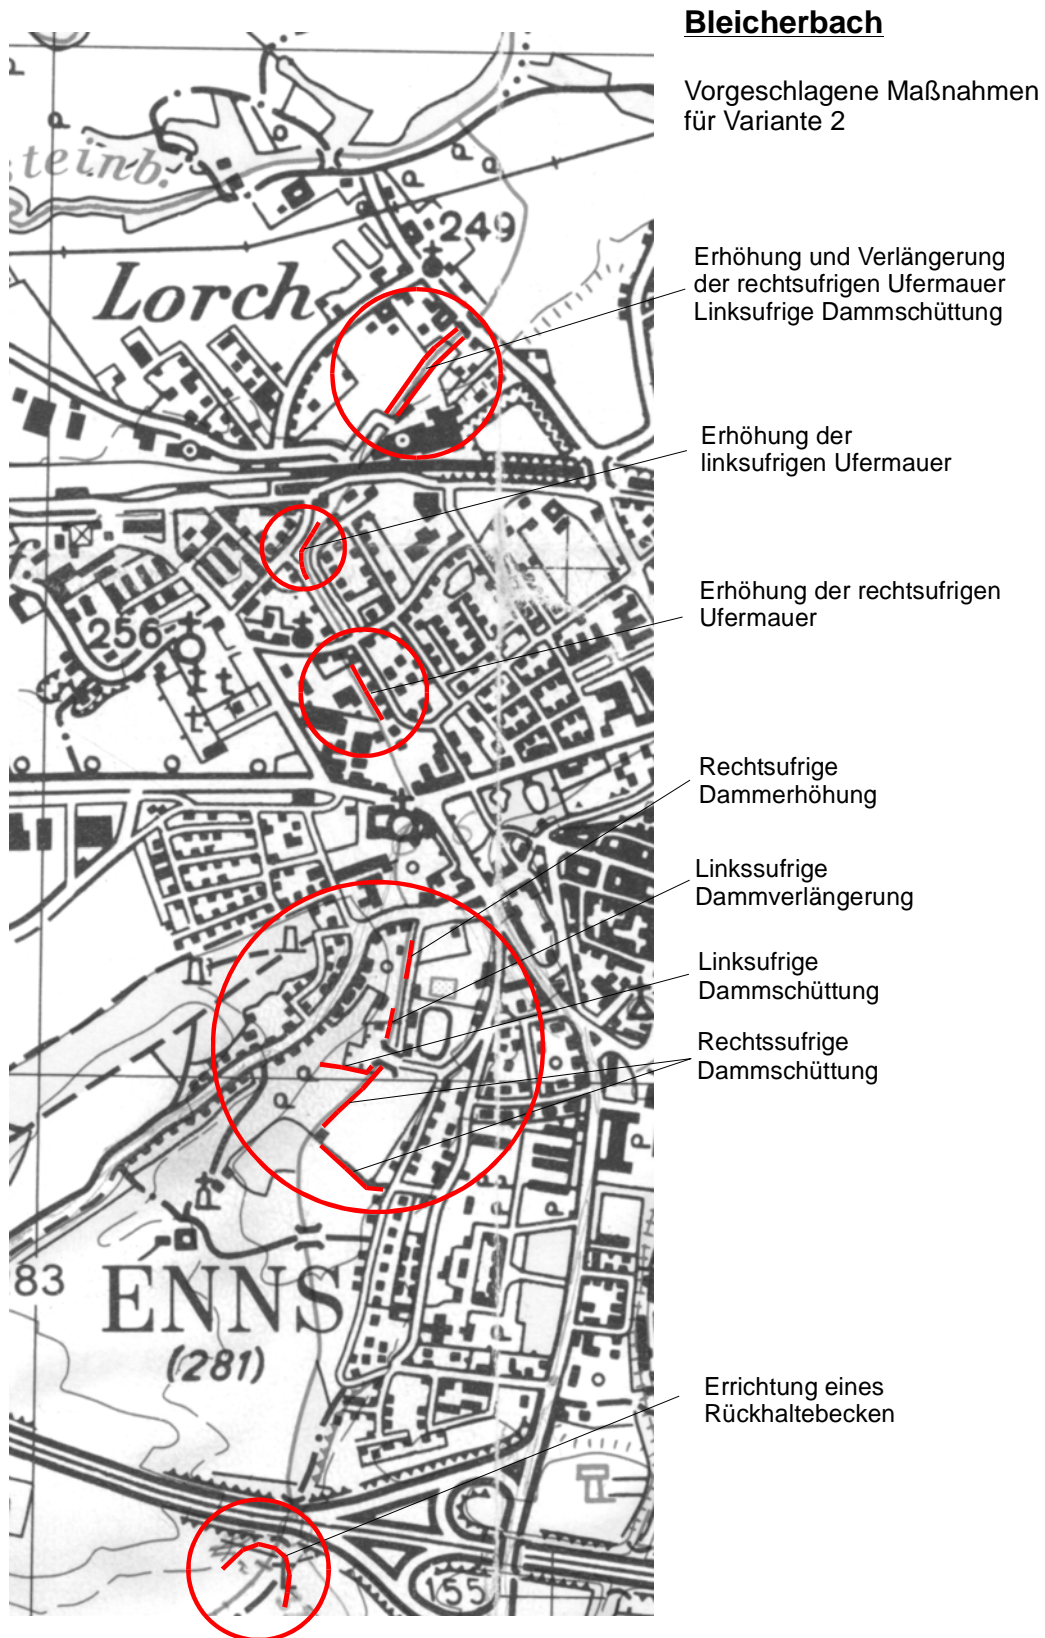 Bleicherbach
Vorgeschlagene Maßnahmen
für Variante 2
teinb.
249
Lorch
Erhöhung und Verlängerung
der rechtsufrigen Ufermauer
Linksufrige Dammschüttung
Erhöhung der
linksufrigen Ufermauer
256
Erhöhung der rechtsufrigen
Ufermauer
Rechtsufrige
Dammerhöhung
Linkssufrige
Dammverlängerung
Linksufrige
Dammschüttung
Rechtssufrige
Dammschüttung
83
ENNS
(281)
Errichtung eines
Rückhaltebecken
155